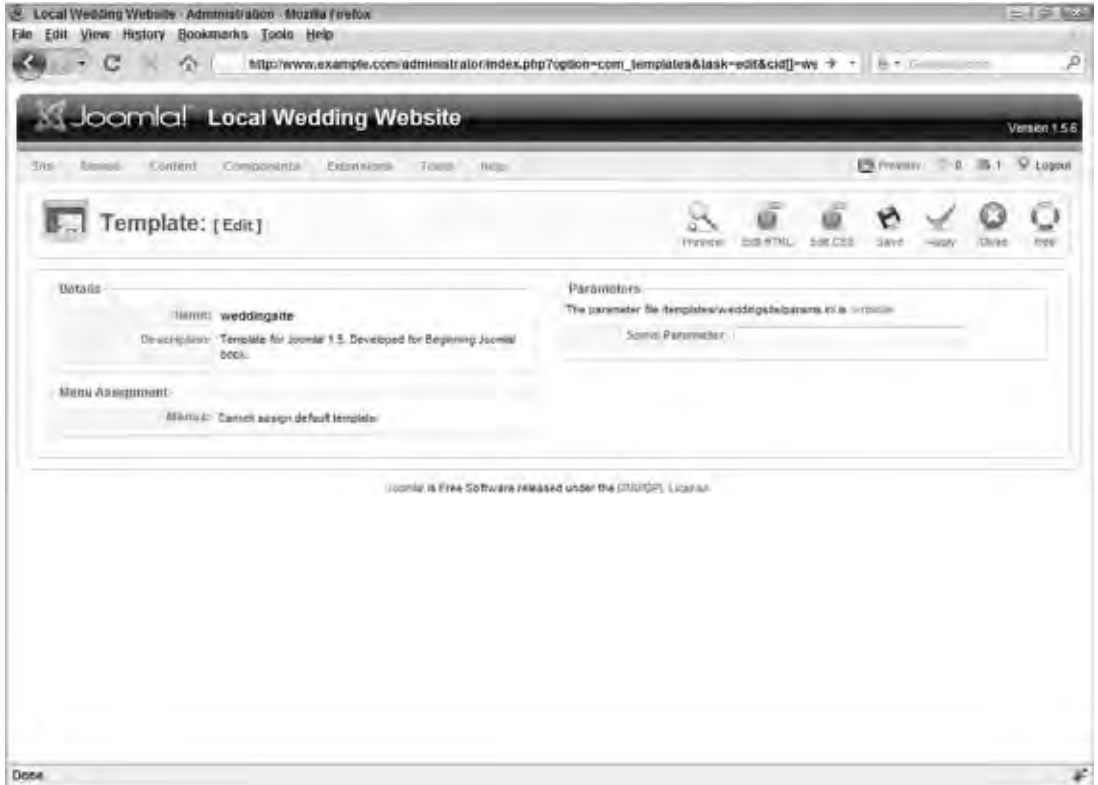 Local Wedding Website - Administration - Mozilla Firefox
File Edit View History Bookmarks Tools Help
http://www.example.com/administrator/index.php?option=com_templates&task=edit&cid[]=we
Joomla! Local Wedding Website
Version 1.5.6
Site Menus Content Components Extensions Tools Help
Preview 0 1 Logout
Template: [Edit]
Preview Edit HTML Edit CSS Save Apply Close Help
Details
Name: weddingsite
Description: Template for Joomla! 1.5. Developed for Beginning Joomla!
book.
Menu Assignment
Menus: Cannot assign default template
Parameters
The parameter file /templates/weddingsite/params.ini is
Some Parameter
Joomla! is Free Software released under the GNU/GPL License.
Done